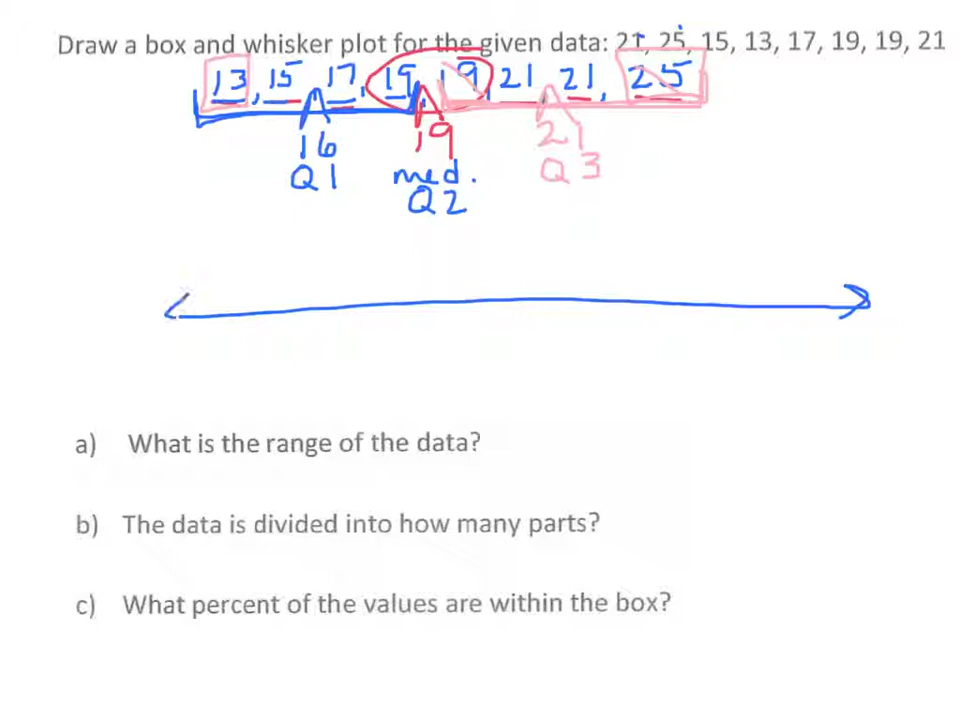 Draw a box and whisker plot for the given data: 21, 25, 15, 13, 17, 19, 19, 21
13, 15, 17, 19, 19, 21, 21, 25
16 19 21
Q1 med. Q3
Q2
a) What is the range of the data?
b) The data is divided into how many parts?
c) What percent of the values are within the box?